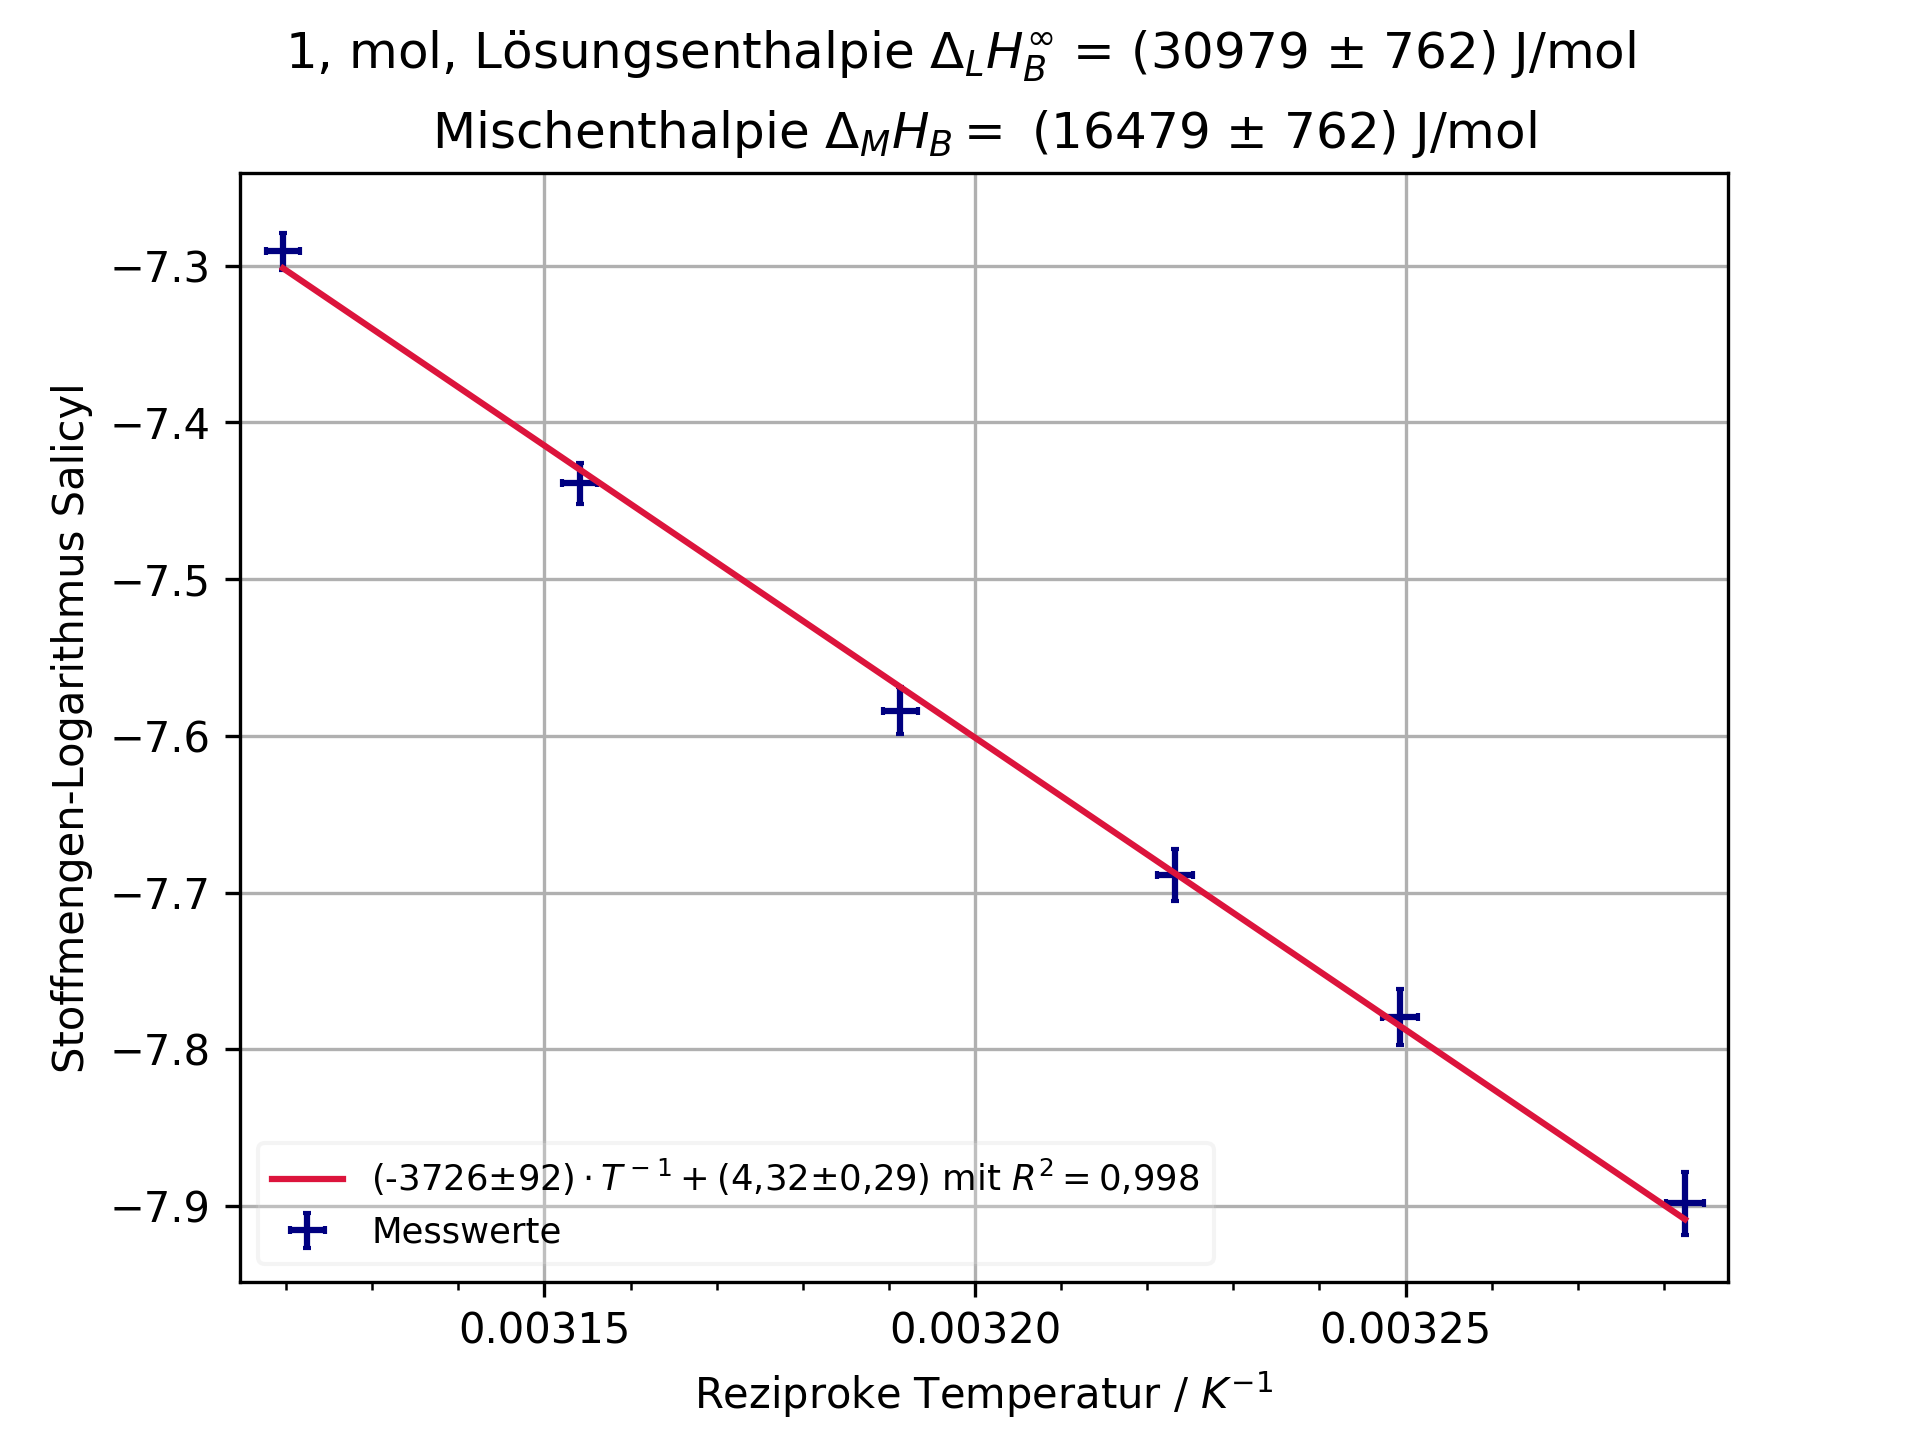 1, mol, Lösungsenthalpie Δ_L H_B^∞ = (30979 ± 762) J/mol
Mischenthalpie Δ_M H_B = (16479 ± 762) J/mol
Stoffmengen-Logarithmus Salicyl
−7.3
−7.4
−7.5
−7.6
−7.7
−7.8
−7.9
(-3726±92) · T⁻¹ + (4,32±0,29) mit R² = 0,998
Messwerte
0.00315 0.00320 0.00325
Reziproke Temperatur / K⁻¹